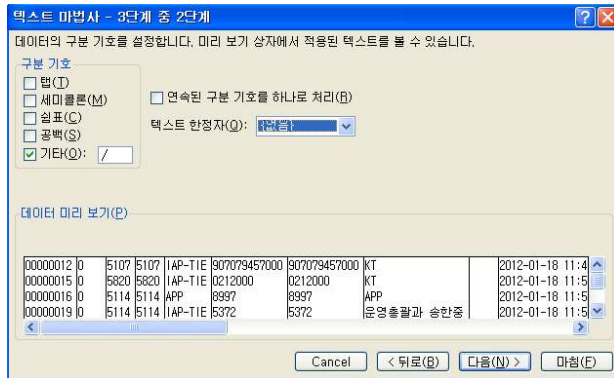 텍스트 마법사 - 3단계 중 2단계
데이터의 구분 기호를 설정합니다. 미리 보기 상자에서 적용된 텍스트를 볼 수 있습니다.
구분 기호
탭(T)
세미콜론(M)
쉼표(C)
공백(S)
기타(O): /
연속된 구분 기호를 하나로 처리(R)
텍스트 한정자(Q): {없음}
데이터 미리 보기(P)
00000012 0 5107 5107 IAP-TIE 907079457000 907079457000 KT 2012-01-18 11:4
00000015 0 5820 5820 IAP-TIE 0212000 0212000 KT 2012-01-18 11:5
00000016 0 5114 5114 APP 8997 8997 APP 2012-01-18 11:5
00000019 0 5114 5114 IAP-TIE 5372 5372 운영총괄과 송한중 2012-01-18 11:5
Cancel < 뒤로(B) 다음(N) > 마침(F)